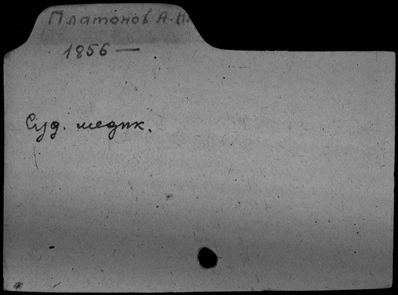 Платонов А. Н.
1856 —
Суд. медик.